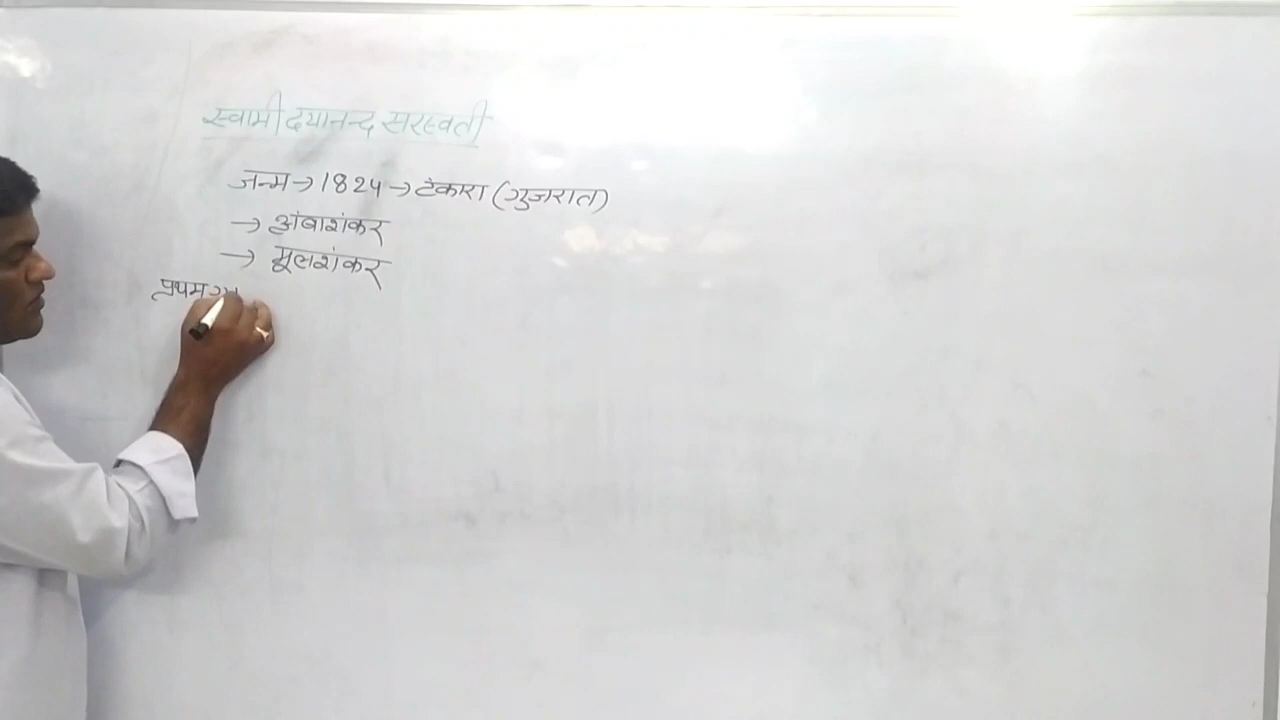 स्वामी दयानन्द सरस्वती
जन्म → 1824 → टंकारा (गुजरात)
→ अंबाशंकर
→ मूलशंकर
प्रथम